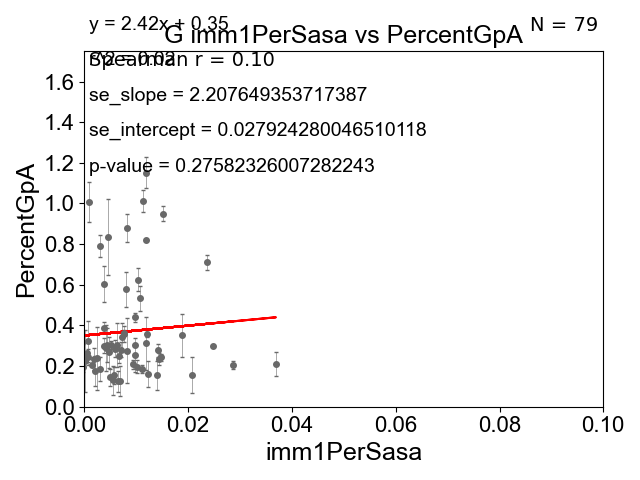 y = 2.42x + 0.35
N = 79
G imm1PerSasa vs PercentGpA
Spearman r = 0.10
se_slope = 2.207649353717387
se_intercept = 0.027924280046510118
p-value = 0.27582326007282243
PercentGpA
1.6
1.4
1.2
1.0
0.8
0.6
0.4
0.2
0.0
0.00 0.02 0.04 0.06 0.08 0.10
imm1PerSasa